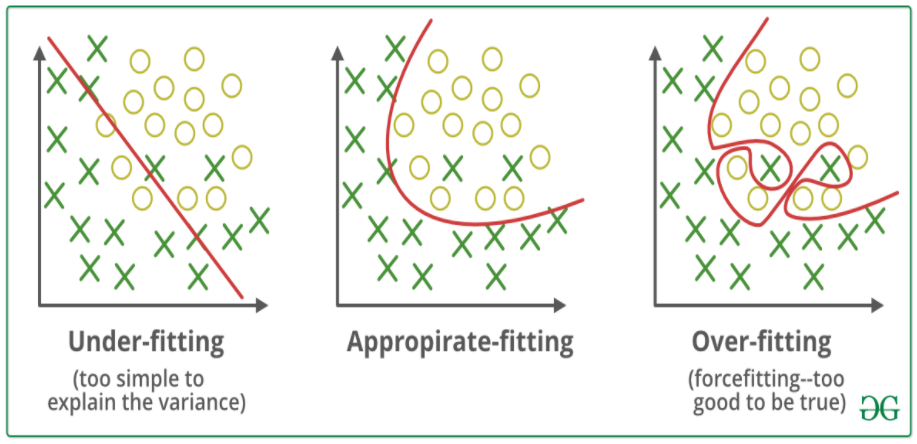 Under-fitting
(too simple to
explain the variance)
Appropirate-fitting
Over-fitting
(forcefitting--too
good to be true)